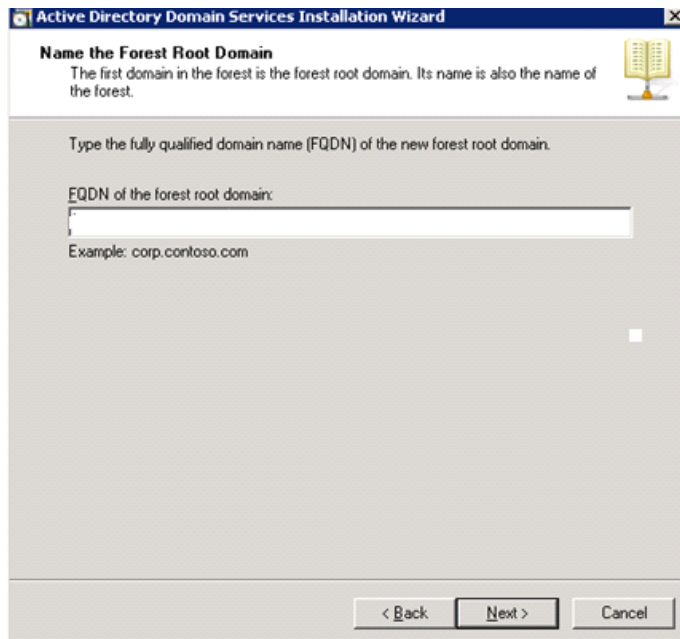 Active Directory Domain Services Installation Wizard
Name the Forest Root Domain
The first domain in the forest is the forest root domain. Its name is also the name of
the forest.
Type the fully qualified domain name (FQDN) of the new forest root domain.
FQDN of the forest root domain:
Example: corp.contoso.com
< Back Next > Cancel